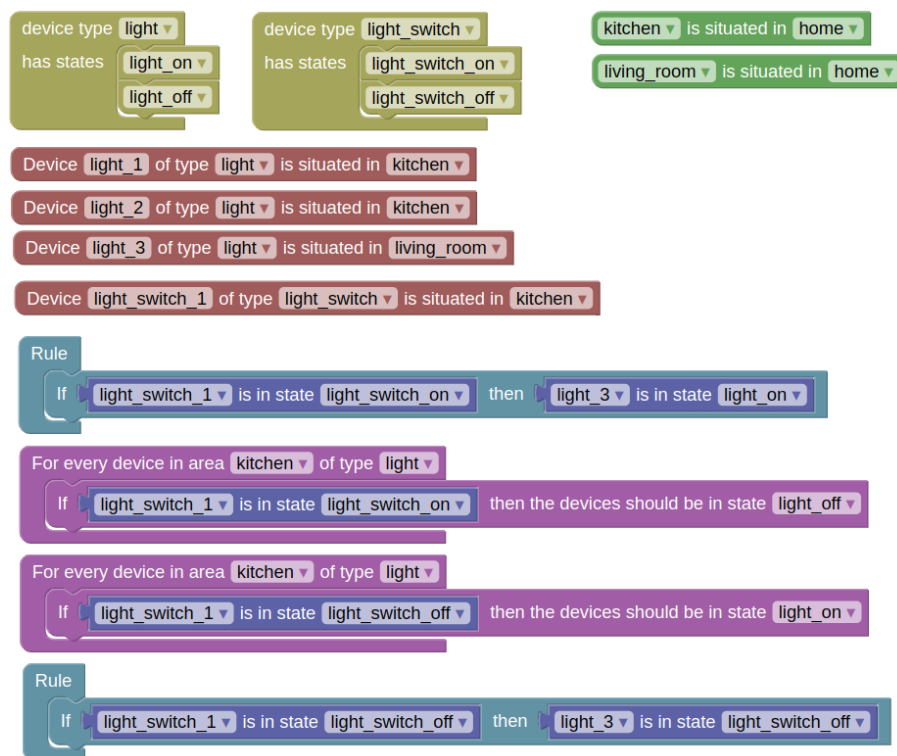 device type light
has states light_on
light_off
device type light_switch
has states light_switch_on
light_switch_off
kitchen is situated in home
living_room is situated in home
Device light_1 of type light is situated in kitchen
Device light_2 of type light is situated in kitchen
Device light_3 of type light is situated in living_room
Device light_switch_1 of type light_switch is situated in kitchen
Rule
If light_switch_1 is in state light_switch_on then light_3 is in state light_on
For every device in area kitchen of type light
If light_switch_1 is in state light_switch_on then the devices should be in state light_off
For every device in area kitchen of type light
If light_switch_1 is in state light_switch_off then the devices should be in state light_on
Rule
If light_switch_1 is in state light_switch_off then light_3 is in state light_switch_off